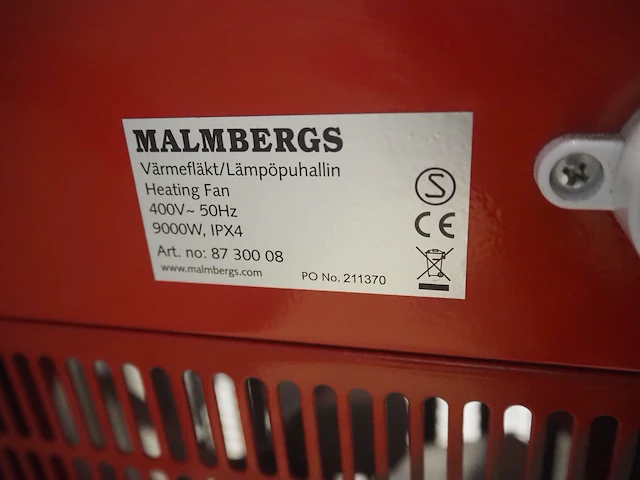 MALMBERGS
Värmefläkt/Lämpöpuhallin
Heating Fan
400V~ 50Hz
9000W, IPX4
Art. no: 87 300 08
www.malmbergs.com
PO No. 211370
S
CE